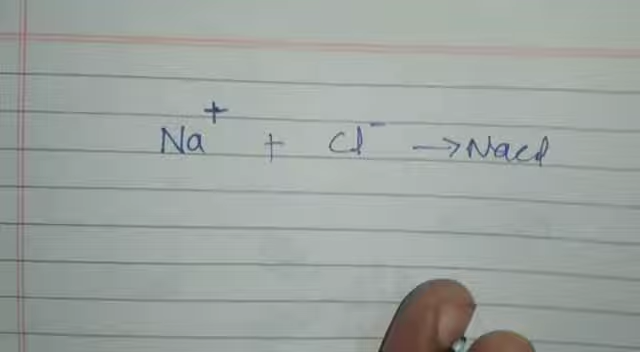 Na⁺ + Cl⁻ → Nacl